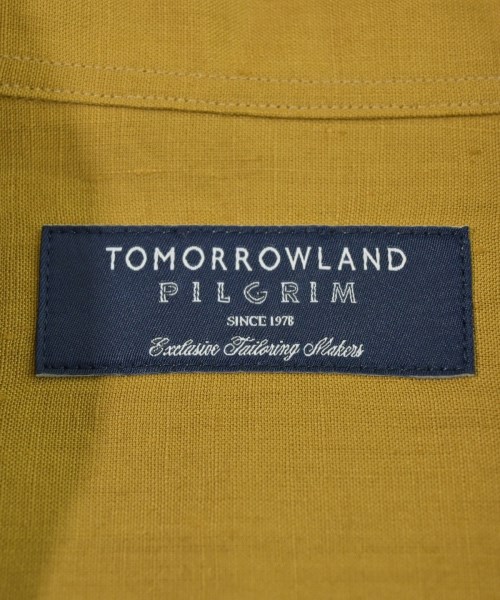 TOMORROWLAND
PILGRIM
SINCE 1978
Exclusive Tailoring Makers